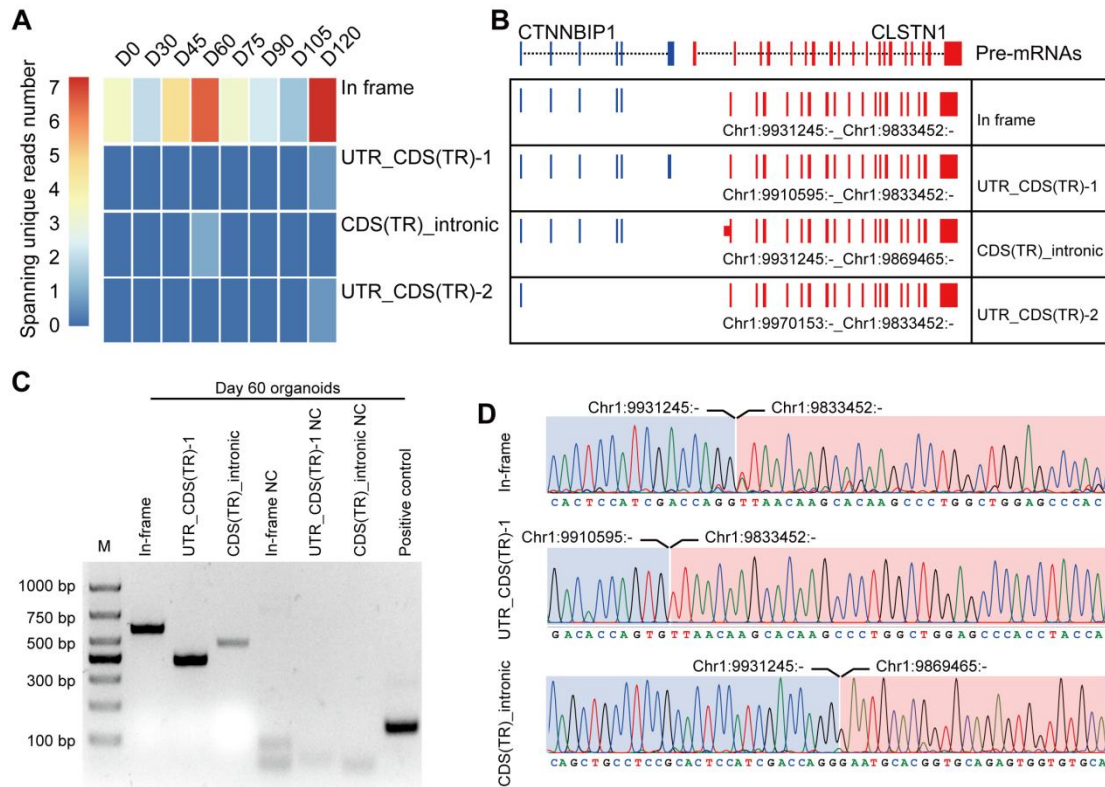 A
D0
D30
D45
D60
D75
D90
D105
D120
Spanning unique reads number
7
6
5
4
3
2
1
0
In frame
UTR_CDS(TR)-1
CDS(TR)_intronic
UTR_CDS(TR)-2
B
CTNNBIP1
CLSTN1
Pre-mRNAs
In frame
Chr1:9931245:-_Chr1:9833452:-
UTR_CDS(TR)-1
Chr1:9910595:-_Chr1:9833452:-
CDS(TR)_intronic
Chr1:9931245:-_Chr1:9869465:-
UTR_CDS(TR)-2
Chr1:9970153:-_Chr1:9833452:-
C
Day 60 organoids
M
In-frame
UTR_CDS(TR)-1
CDS(TR)_intronic
In-frame NC
UTR_CDS(TR)-1 NC
CDS(TR)_intronic NC
Positive control
1000 bp
750 bp
500 bp
300 bp
100 bp
D
Chr1:9931245:-
Chr1:9833452:-
In-frame
CACTCCATCGACCAGGTTAACAAGCACAAGCCCTGGCTGGAGCCCAC
Chr1:9910595:-
Chr1:9833452:-
UTR_CDS(TR)-1
GACACCAGTGTTAACAAGCACAAGCCCTGGCTGGAGCCCACCTACCA
Chr1:9931245:-
Chr1:9869465:-
CDS(TR)_intronic
CAGCTGCCTCCGCACTCCATCGACCAGGGAATGCACGGTGCAGAGTGGTGTGCA